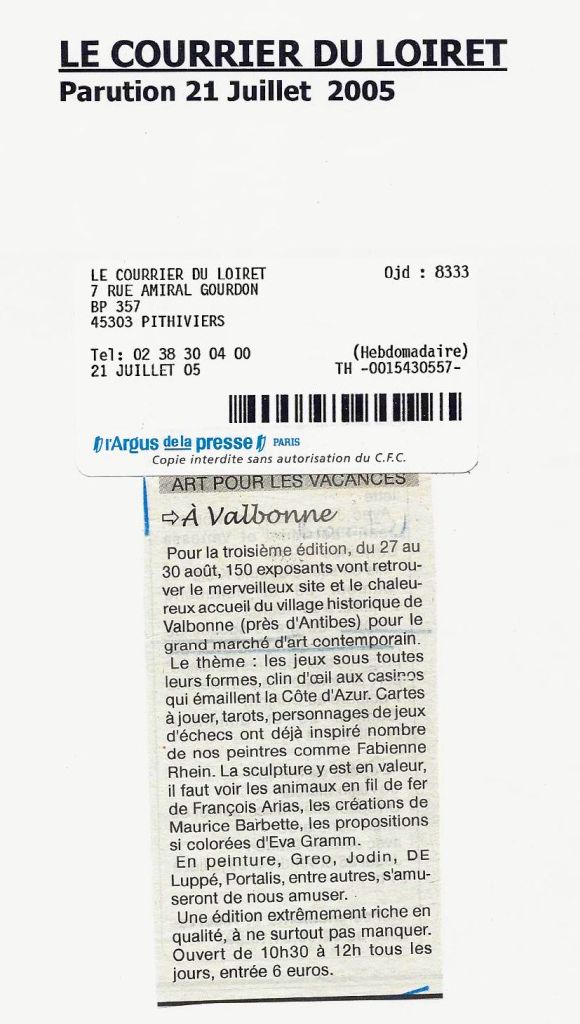 LE COURRIER DU LOIRET
Parution 21 Juillet 2005
LE COURRIER DU LOIRET
Ojd : 8333
7 RUE AMIRAL GOURDON
BP 357
45303 PITHIVIERS
Tel: 02 38 30 04 00
(Hebdomadaire)
21 JUILLET 05
TH -0015430557-
l'Argus de la presse PARIS
Copie interdite sans autorisation du C.F.C.
ART POUR LES VACANCES
⇨À Valbonne
Pour la troisième édition, du 27 au
30 août, 150 exposants vont retrou-
ver le merveilleux site et le chaleu-
reux accueil du village historique de
Valbonne (près d'Antibes) pour le
grand marché d'art contemporain.
Le thème : les jeux sous toutes
leurs formes, clin d'œil aux casinos
qui émaillent la Côte d'Azur. Cartes
à jouer, tarots, personnages de jeux
d'échecs ont déjà inspiré nombre
de nos peintres comme Fabienne
Rhein. La sculpture y est en valeur,
il faut voir les animaux en fil de fer
de François Arias, les créations de
Maurice Barbette, les propositions
si colorées d'Eva Gramm.
En peinture, Greo, Jodin, DE
Luppé, Portalis, entre autres, s'amu-
seront de nous amuser.
Une édition extrêmement riche en
qualité, à ne surtout pas manquer.
Ouvert de 10h30 à 12h tous les
jours, entrée 6 euros.